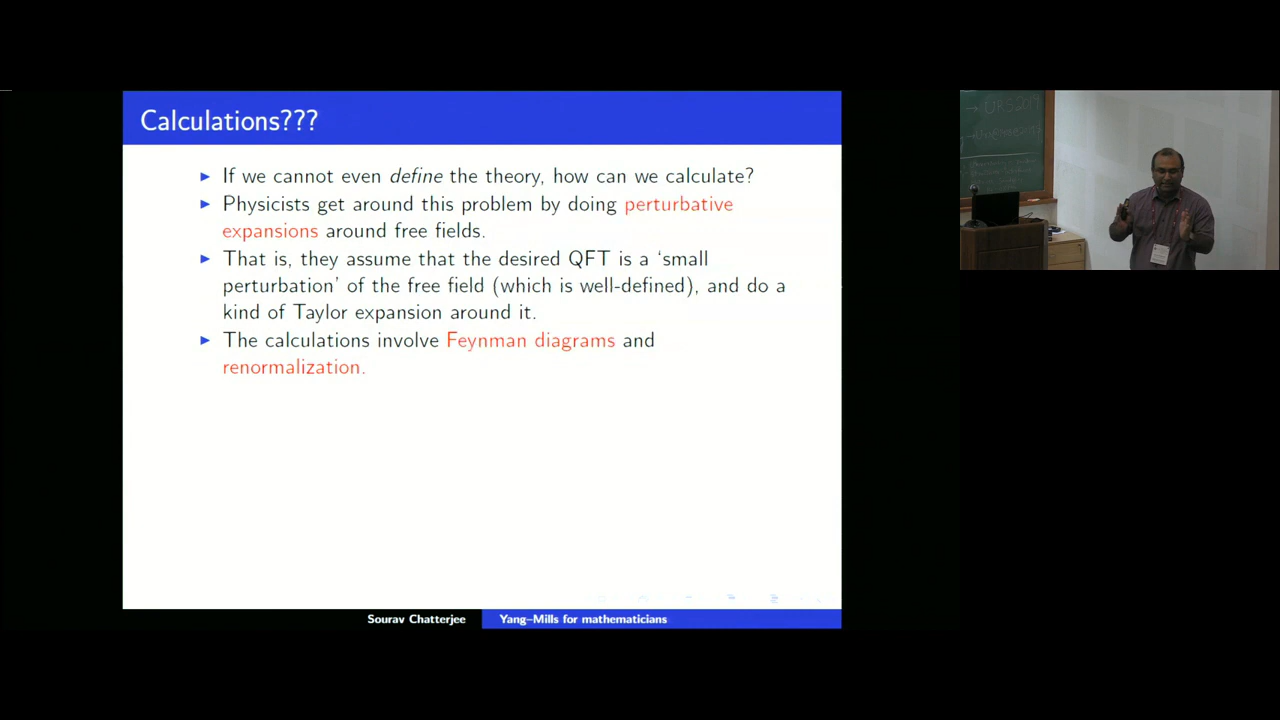 Calculations???
► If we cannot even define the theory, how can we calculate?
► Physicists get around this problem by doing perturbative
expansions around free fields.
► That is, they assume that the desired QFT is a ‘small
perturbation’ of the free field (which is well-defined), and do a
kind of Taylor expansion around it.
► The calculations involve Feynman diagrams and
renormalization.
Sourav Chatterjee
Yang–Mills for mathematicians